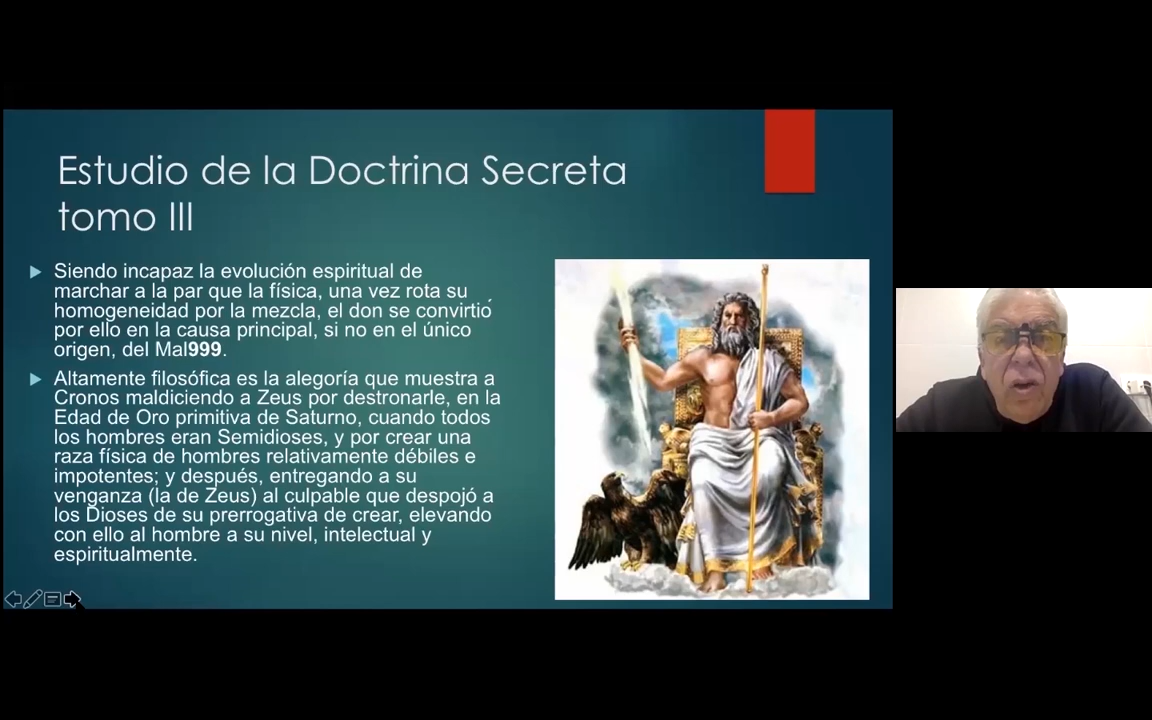 Estudio de la Doctrina Secreta
tomo III
Siendo incapaz la evolución espiritual de
marchar a la par que la física, una vez rota su
homogeneidad por la mezcla, el don se convirtió
por ello en la causa principal, si no en el único
origen, del Mal999.
Altamente filosófica es la alegoría que muestra a
Cronos maldiciendo a Zeus por destronarle, en la
Edad de Oro primitiva de Saturno, cuando todos
los hombres eran Semidioses, y por crear una
raza física de hombres relativamente débiles e
impotentes; y después, entregando a su
venganza (la de Zeus) al culpable que despojó a
los Dioses de su prerrogativa de crear, elevando
con ello al hombre a su nivel, intelectual y
espiritualmente.